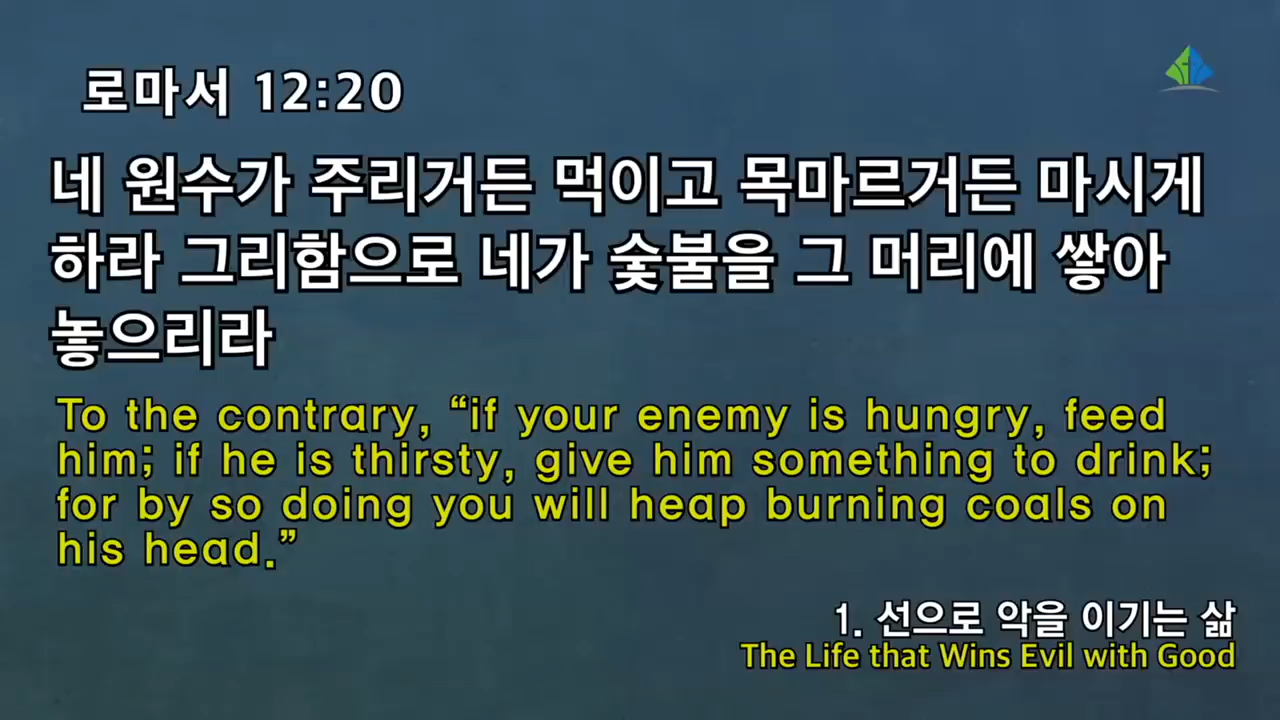 로마서 12:20
네 원수가 주리거든 먹이고 목마르거든 마시게
하라 그리함으로 네가 숯불을 그 머리에 쌓아
놓으리라
To the contrary, “if your enemy is hungry, feed
him; if he is thirsty, give him something to drink;
for by so doing you will heap burning coals on
his head.”
1. 선으로 악을 이기는 삶
The Life that Wins Evil with Good